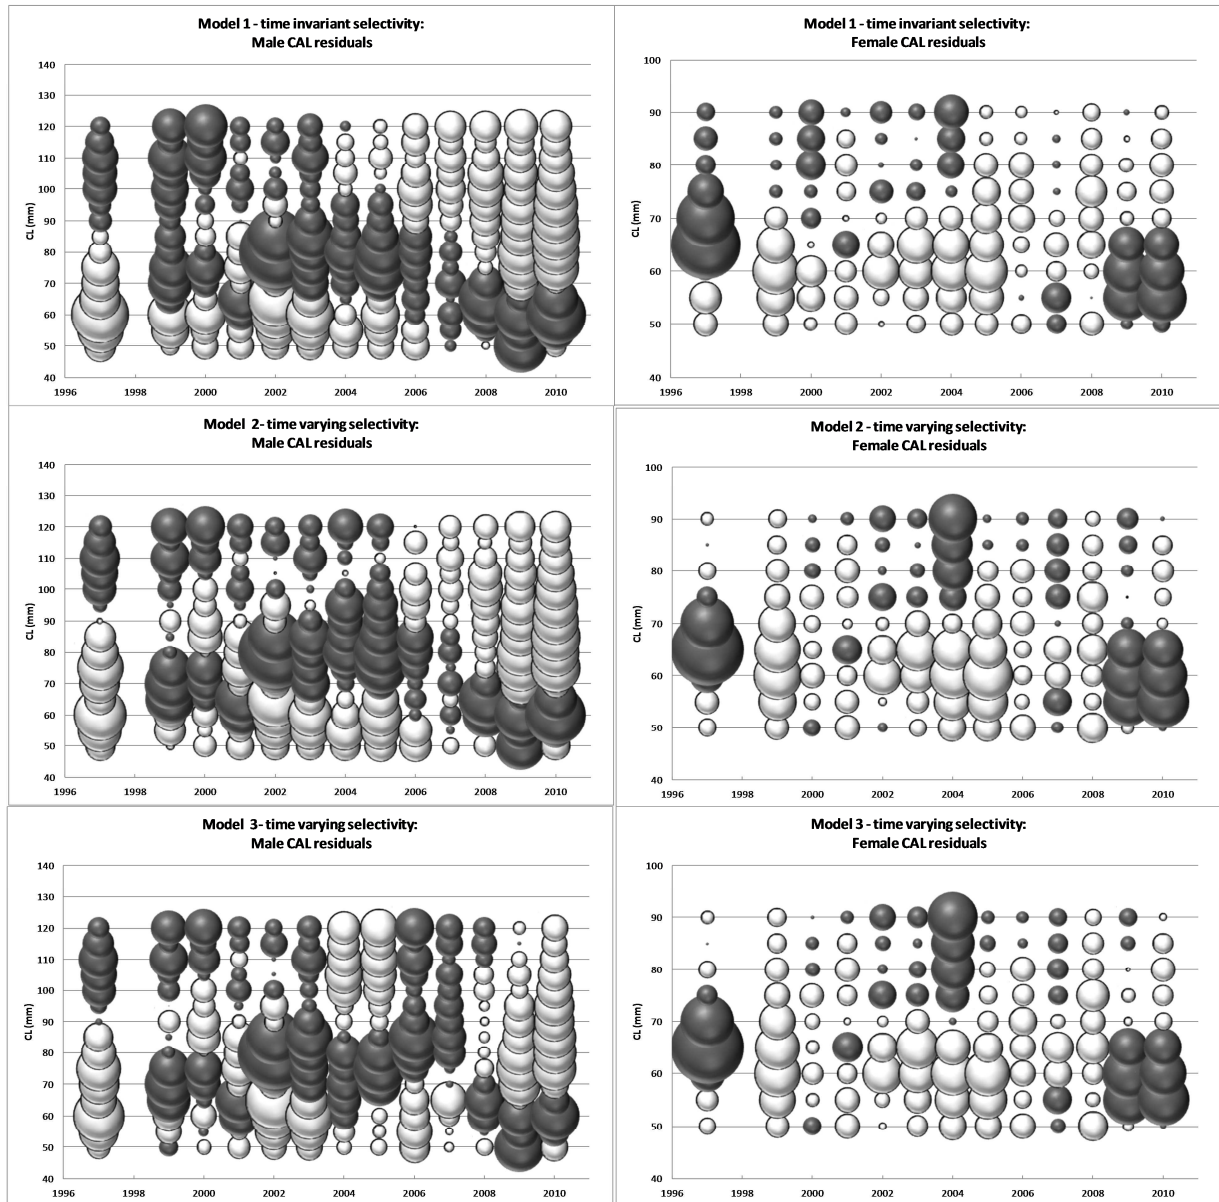 Model 1 - time invariant selectivity:
Male CAL residuals
140
130
120
110
100
90
80
70
60
50
40
CL (mm)
1996 1998 2000 2002 2004 2006 2008 2010
Model 1 - time invariant selectivity:
Female CAL residuals
100
90
80
70
60
50
40
CL (mm)
1996 1998 2000 2002 2004 2006 2008 2010
Model 2- time varying selectivity:
Male CAL residuals
140
130
120
110
100
90
80
70
60
50
40
CL (mm)
1996 1998 2000 2002 2004 2006 2008 2010
Model 2 - time varying selectivity:
Female CAL residuals
100
90
80
70
60
50
40
CL (mm)
1996 1998 2000 2002 2004 2006 2008 2010
Model 3- time varying selectivity:
Male CAL residuals
140
130
120
110
100
90
80
70
60
50
40
CL (mm)
1996 1998 2000 2002 2004 2006 2008 2010
Model 3 - time varying selectivity:
Female CAL residuals
100
90
80
70
60
50
40
CL (mm)
1996 1998 2000 2002 2004 2006 2008 2010